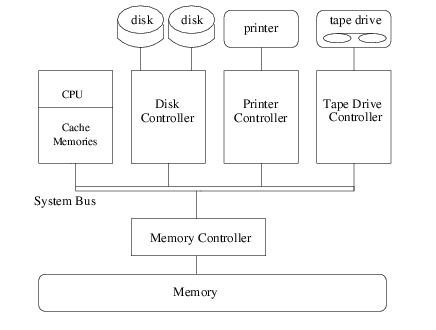 disk
disk
printer
tape drive
CPU
Cache
Memories
Disk
Controller
Printer
Controller
Tape Drive
Controller
System Bus
Memory Controller
Memory